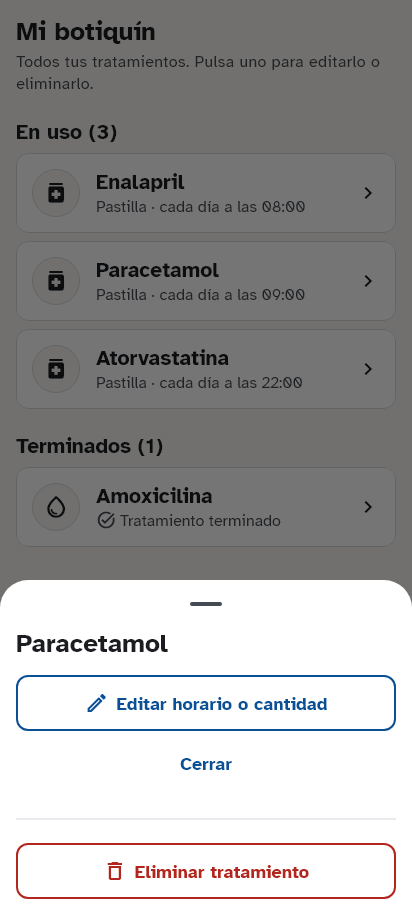 Mi botiquín
Todos tus tratamientos. Pulsa uno para editarlo o
eliminarlo.
En uso (3)
Enalapril
Pastilla · cada día a las 08:00
Paracetamol
Pastilla · cada día a las 09:00
Atorvastatina
Pastilla · cada día a las 22:00
Terminados (1)
Amoxicilina
Tratamiento terminado
Paracetamol
Editar horario o cantidad
Cerrar
Eliminar tratamiento